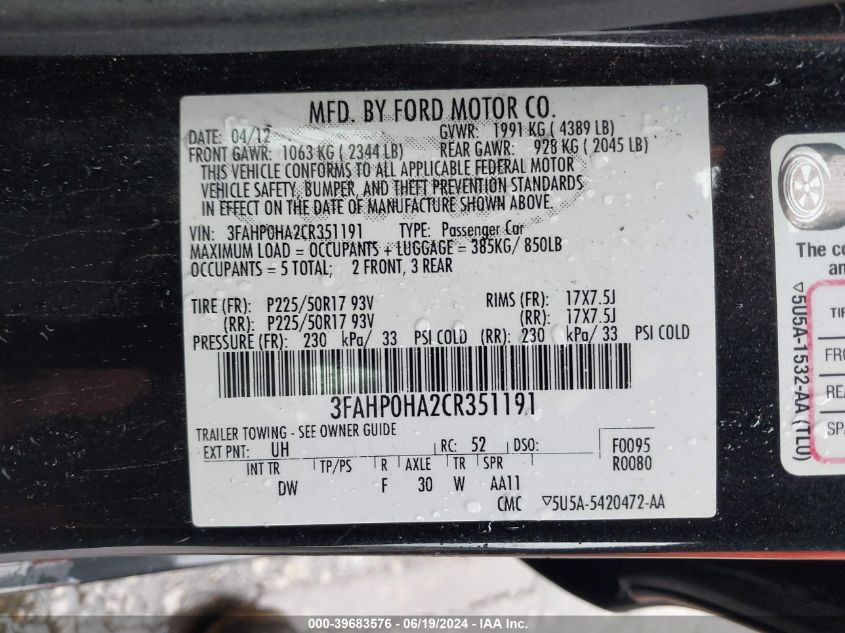 MFD. BY FORD MOTOR CO.
DATE: 04/12 GVWR: 1991 KG ( 4389 LB)
FRONT GAWR: 1063 KG ( 2344 LB) REAR GAWR: 928 KG ( 2045 LB)
THIS VEHICLE CONFORMS TO ALL APPLICABLE FEDERAL MOTOR
VEHICLE SAFETY, BUMPER, AND THEFT PREVENTION STANDARDS
IN EFFECT ON THE DATE OF MANUFACTURE SHOWN ABOVE.
VIN: 3FAHP0HA2CR351191 TYPE: Passenger Car
MAXIMUM LOAD = OCCUPANTS + LUGGAGE = 385KG/ 850LB
OCCUPANTS = 5 TOTAL; 2 FRONT, 3 REAR
TIRE (FR): P225/50R17 93V RIMS (FR): 17X7.5J
(RR): P225/50R17 93V (RR): 17X7.5J
PRESSURE (FR): 230 kPa/ 33 PSI COLD (RR): 230 kPa/ 33 PSI COLD
3FAHP0HA2CR351191
TRAILER TOWING - SEE OWNER GUIDE
EXT PNT: UH RC: 52 DSO: F0095
R0080
INT TR TP/PS R AXLE TR SPR
DW F 30 W AA11
CMC ▽5U5A-5420472-AA
The co
an
▽5U5A-1532-AA (TL0)
TIR
FRO
REA
SPA
000-39683576 - 06/19/2024 - IAA Inc.